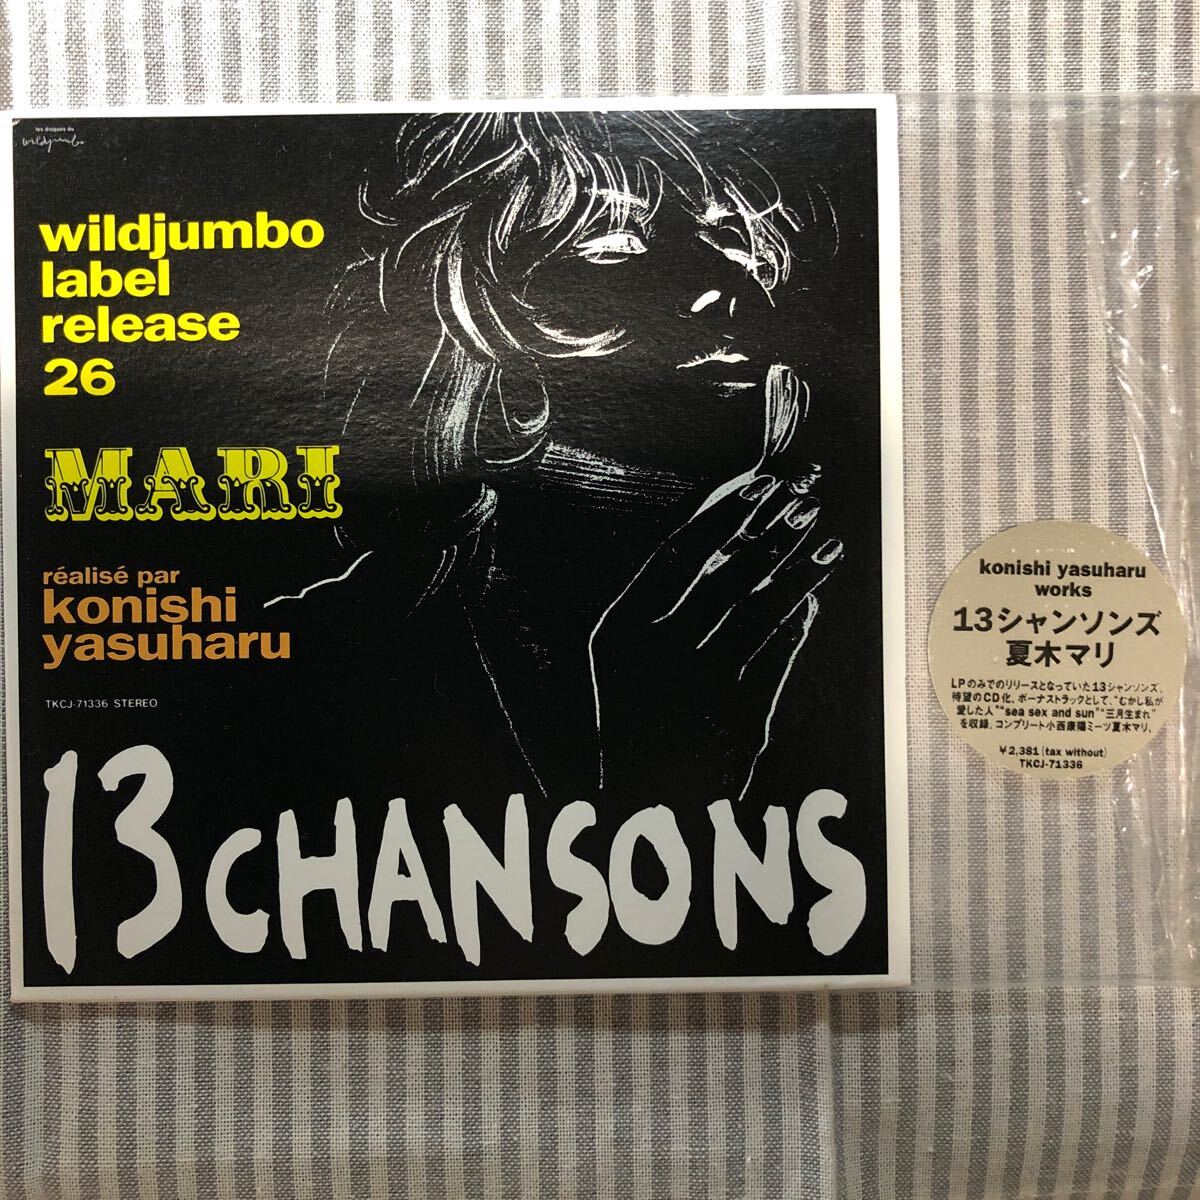 les disques du
wildjumbo
wildjumbo
label
release
26
MARI
réalisé par
konishi
yasuharu
TKCJ-71336 STEREO
13 CHANSONS
konishi yasuharu
works
13シャンソンズ
夏木マリ
LPのみでのリリースとなっていた13シャンソンズ、
待望のCD化。ボーナストラックとして、“むかし私が
愛した人”“sea sex and sun”“三月生まれ”
を収録。コンプリート小西康陽ミーツ夏木マリ、
￥2,381(tax without)
TKCJ-71336